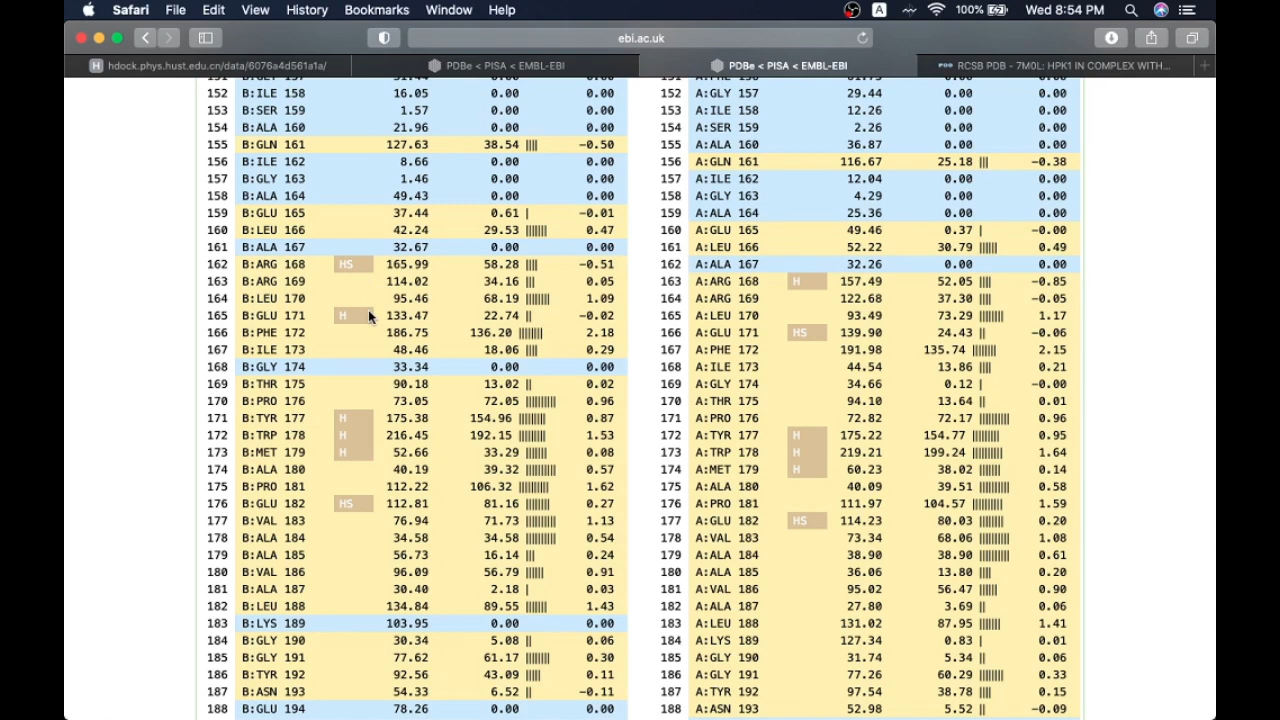 Safari File Edit View History Bookmarks Window Help A 100% Wed 8:54 PM
ebi.ac.uk
H hdock.phys.hust.edu.cn/data/6076a4d561a1a/ PDBe < PISA < EMBL-EBI PDBe < PISA < EMBL-EBI PDB RCSB PDB - 7M0L: HPK1 IN COMPLEX WITH...
152 B:ILE 158 16.05 0.00 0.00 152 A:GLY 157 29.44 0.00 0.00
153 B:SER 159 1.57 0.00 0.00 153 A:ILE 158 12.26 0.00 0.00
154 B:ALA 160 21.96 0.00 0.00 154 A:SER 159 2.26 0.00 0.00
155 B:GLN 161 127.63 38.54 |||| -0.50 155 A:ALA 160 36.87 0.00 0.00
156 B:ILE 162 8.66 0.00 0.00 156 A:GLN 161 116.67 25.18 ||| -0.38
157 B:GLY 163 1.46 0.00 0.00 157 A:ILE 162 12.04 0.00 0.00
158 B:ALA 164 49.43 0.00 0.00 158 A:GLY 163 4.29 0.00 0.00
159 B:GLU 165 37.44 0.61 | -0.01 159 A:ALA 164 25.36 0.00 0.00
160 B:LEU 166 42.24 29.53 ||||||| 0.47 160 A:GLU 165 49.46 0.37 | -0.00
161 B:ALA 167 32.67 0.00 0.00 161 A:LEU 166 52.22 30.79 |||||| 0.49
162 B:ARG 168 HS 165.99 58.28 |||| -0.51 162 A:ALA 167 32.26 0.00 0.00
163 B:ARG 169 114.02 34.16 ||| 0.05 163 A:ARG 168 H 157.49 52.05 |||| -0.85
164 B:LEU 170 95.46 68.19 |||||||| 1.09 164 A:ARG 169 122.68 37.30 |||| -0.05
165 B:GLU 171 H 133.47 22.74 || -0.02 165 A:LEU 170 93.49 73.29 |||||||| 1.17
166 B:PHE 172 186.75 136.20 |||||||| 2.18 166 A:GLU 171 HS 139.90 24.43 || -0.06
167 B:ILE 173 48.46 18.06 |||| 0.29 167 A:PHE 172 191.98 135.74 |||||||| 2.15
168 B:GLY 174 33.34 0.00 0.00 168 A:ILE 173 44.54 13.86 |||| 0.21
169 B:THR 175 90.18 13.02 || 0.02 169 A:GLY 174 34.66 0.12 | -0.00
170 B:PRO 176 73.05 72.05 |||||||||| 0.96 170 A:THR 175 94.10 13.64 || 0.01
171 B:TYR 177 H 175.38 154.96 ||||||||| 0.87 171 A:PRO 176 72.82 72.17 |||||||||| 0.96
172 B:TRP 178 H 216.45 192.15 ||||||||| 1.53 172 A:TYR 177 H 175.22 154.77 ||||||||| 0.95
173 B:MET 179 H 52.66 33.29 ||||||| 0.08 173 A:TRP 178 H 219.21 199.24 |||||||||| 1.64
174 B:ALA 180 40.19 39.32 |||||||||| 0.57 174 A:MET 179 H 60.23 38.02 ||||||| 0.14
175 B:PRO 181 112.22 106.32 |||||||||| 1.62 175 A:ALA 180 40.09 39.51 |||||||||| 0.58
176 B:GLU 182 HS 112.81 81.16 |||||||| 0.27 176 A:PRO 181 111.97 104.57 |||||||||| 1.59
177 B:VAL 183 76.94 71.73 |||||||||| 1.13 177 A:GLU 182 HS 114.23 80.03 |||||||| 0.20
178 B:ALA 184 34.58 34.58 |||||||||| 0.54 178 A:VAL 183 73.34 68.06 |||||||||| 1.08
179 B:ALA 185 56.73 16.14 ||| 0.24 179 A:ALA 184 38.90 38.90 |||||||||| 0.61
180 B:VAL 186 96.09 56.79 |||||| 0.91 180 A:ALA 185 36.06 13.80 |||| 0.20
181 B:ALA 187 30.40 2.18 | 0.03 181 A:VAL 186 95.02 56.47 |||||| 0.90
182 B:LEU 188 134.84 89.55 ||||||| 1.43 182 A:ALA 187 27.80 3.69 || 0.06
183 B:LYS 189 103.95 0.00 0.00 183 A:LEU 188 131.02 87.95 ||||||| 1.41
184 B:GLY 190 30.34 5.08 || 0.06 184 A:LYS 189 127.34 0.83 | 0.01
185 B:GLY 191 77.62 61.17 |||||||| 0.30 185 A:GLY 190 31.74 5.34 || 0.06
186 B:TYR 192 92.56 43.09 ||||| 0.11 186 A:GLY 191 77.26 60.29 |||||||| 0.33
187 B:ASN 193 54.33 6.52 || -0.11 187 A:TYR 192 97.54 38.78 |||| 0.15
188 B:GLU 194 78.26 0.00 0.00 188 A:ASN 193 52.98 5.52 || -0.09